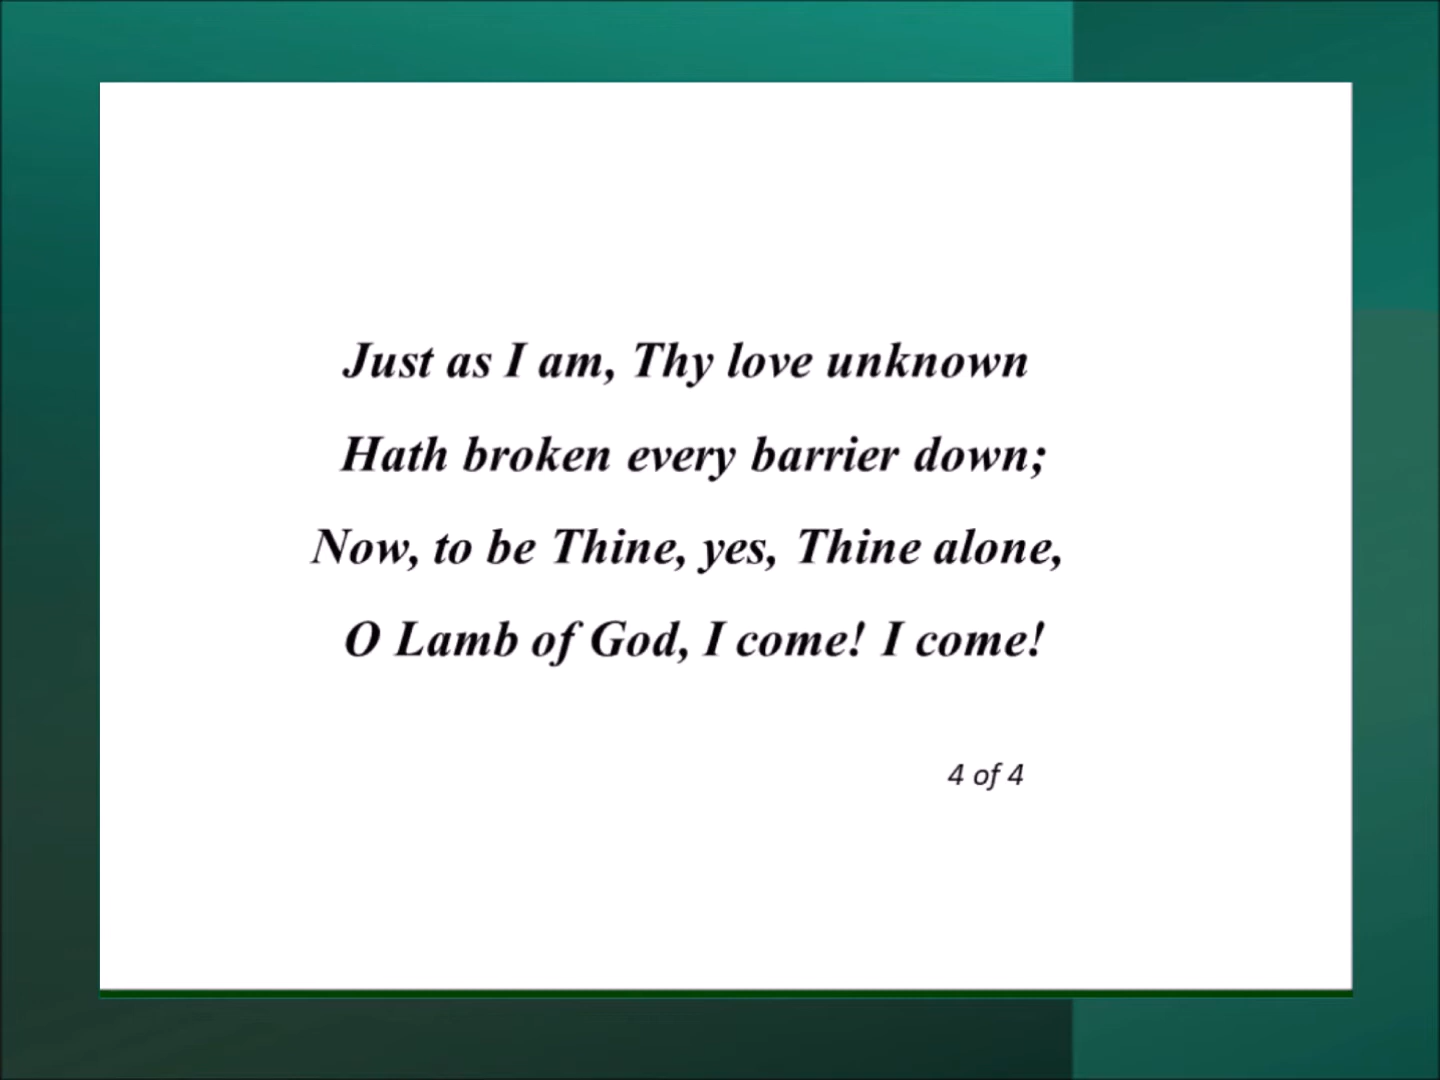 Just as I am, Thy love unknown
Hath broken every barrier down;
Now, to be Thine, yes, Thine alone,
O Lamb of God, I come! I come!
4 of 4